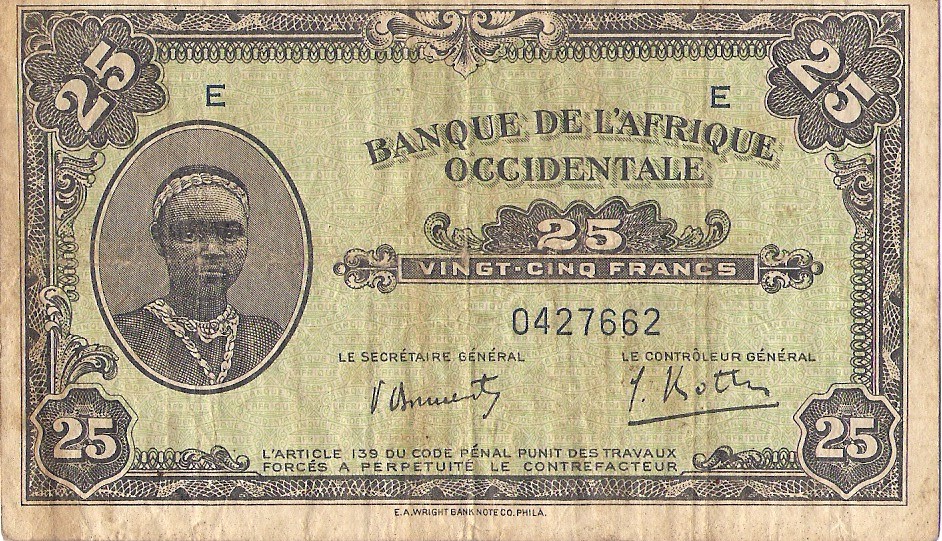 25
25
E
E
BANQUE DE L'AFRIQUE
OCCIDENTALE
25
VINGT-CINQ FRANCS
0427662
LE SECRÉTAIRE GÉNÉRAL
LE CONTRÔLEUR GÉNÉRAL
25
25
L'ARTICLE 139 DU CODE PÉNAL PUNIT DES TRAVAUX
FORCÉS A PERPÉTUITÉ LE CONTREFACTEUR
E.A.WRIGHT BANK NOTE CO. PHILA.